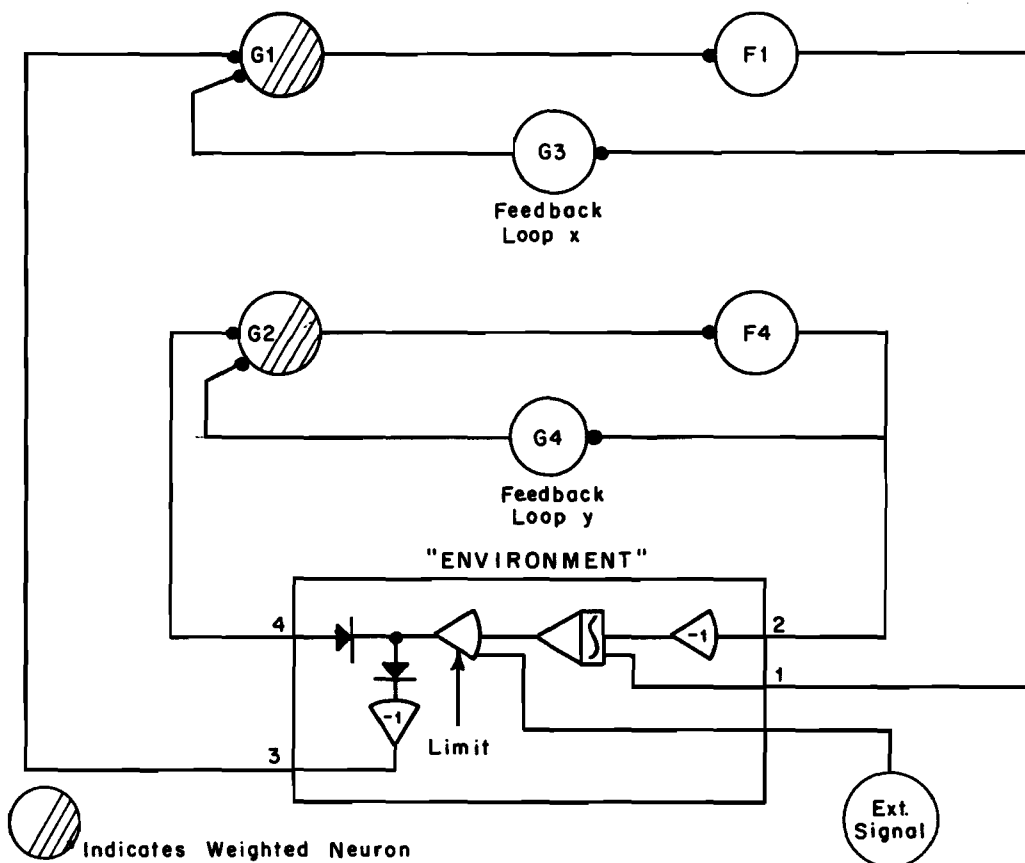 G1
F1
G3
Feedback
Loop x
G2
F4
G4
Feedback
Loop y
"ENVIRONMENT"
4
-1
2
1
-1
3
Limit
Ext.
Signal
Indicates Weighted Neuron